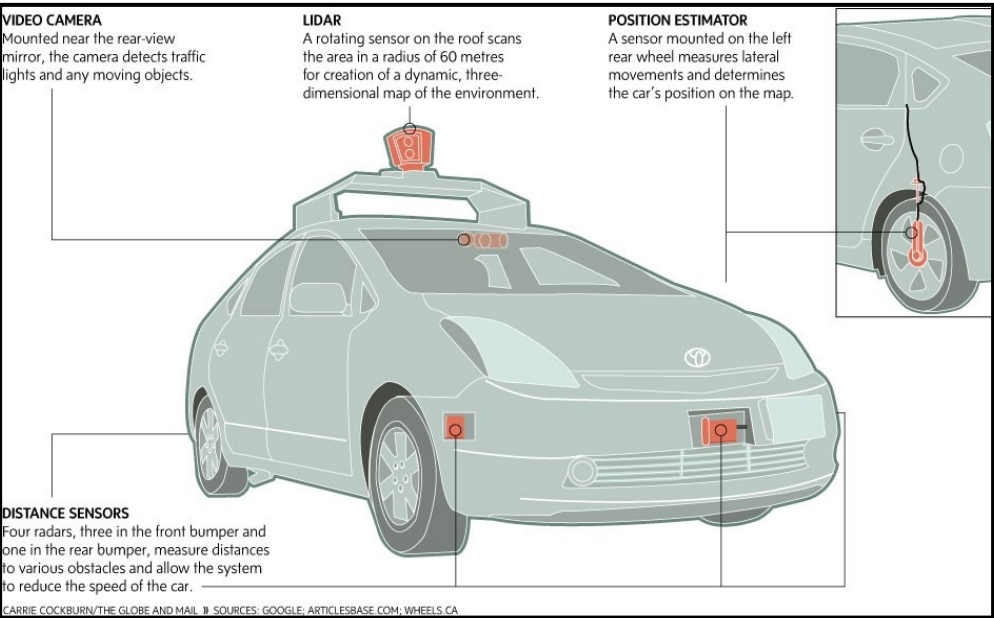 VIDEO CAMERA
Mounted near the rear-view
mirror, the camera detects traffic
lights and any moving objects.
LIDAR
A rotating sensor on the roof scans
the area in a radius of 60 metres
for creation of a dynamic, three-
dimensional map of the environment.
POSITION ESTIMATOR
A sensor mounted on the left
rear wheel measures lateral
movements and determines
the car's position on the map.
DISTANCE SENSORS
Four radars, three in the front bumper and
one in the rear bumper, measure distances
to various obstacles and allow the system
to reduce the speed of the car.
CARRIE COCKBURN/THE GLOBE AND MAIL » SOURCES: GOOGLE; ARTICLESBASE.COM; WHEELS.CA